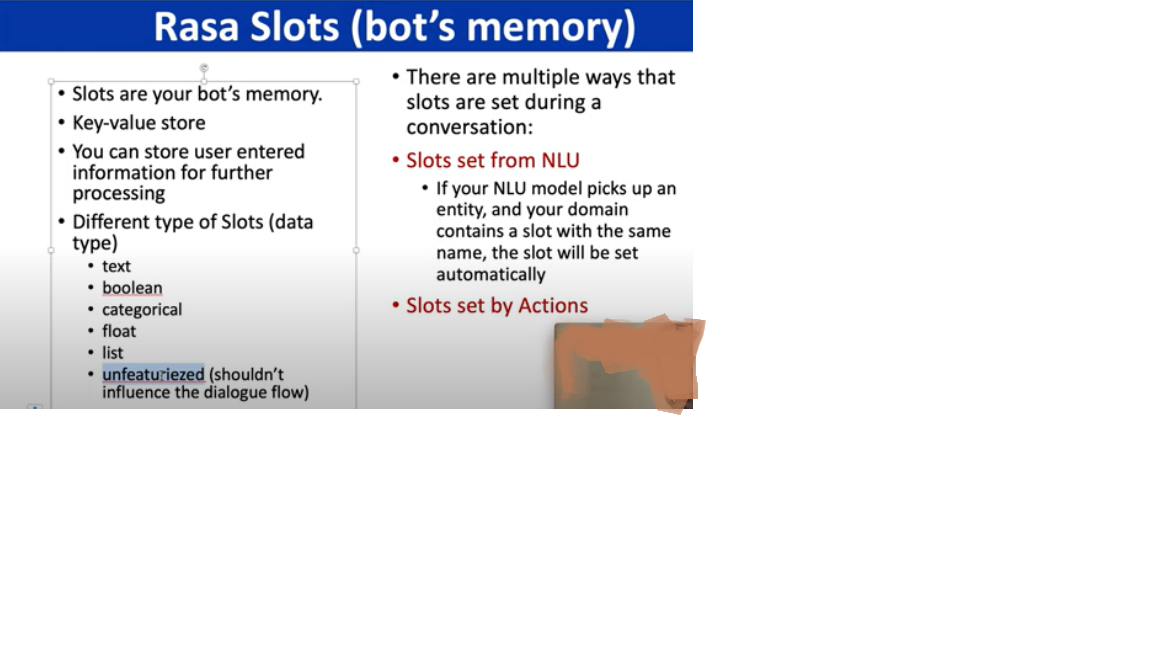 Rasa Slots (bot's memory)
• Slots are your bot's memory.
• Key-value store
• You can store user entered
information for further
processing
• Different type of Slots (data
type)
• text
• boolean
• categorical
• float
• list
• unfeaturiezed (shouldn't
influence the dialogue flow)
• There are multiple ways that
slots are set during a
conversation:
• Slots set from NLU
• If your NLU model picks up an
entity, and your domain
contains a slot with the same
name, the slot will be set
automatically
• Slots set by Actions